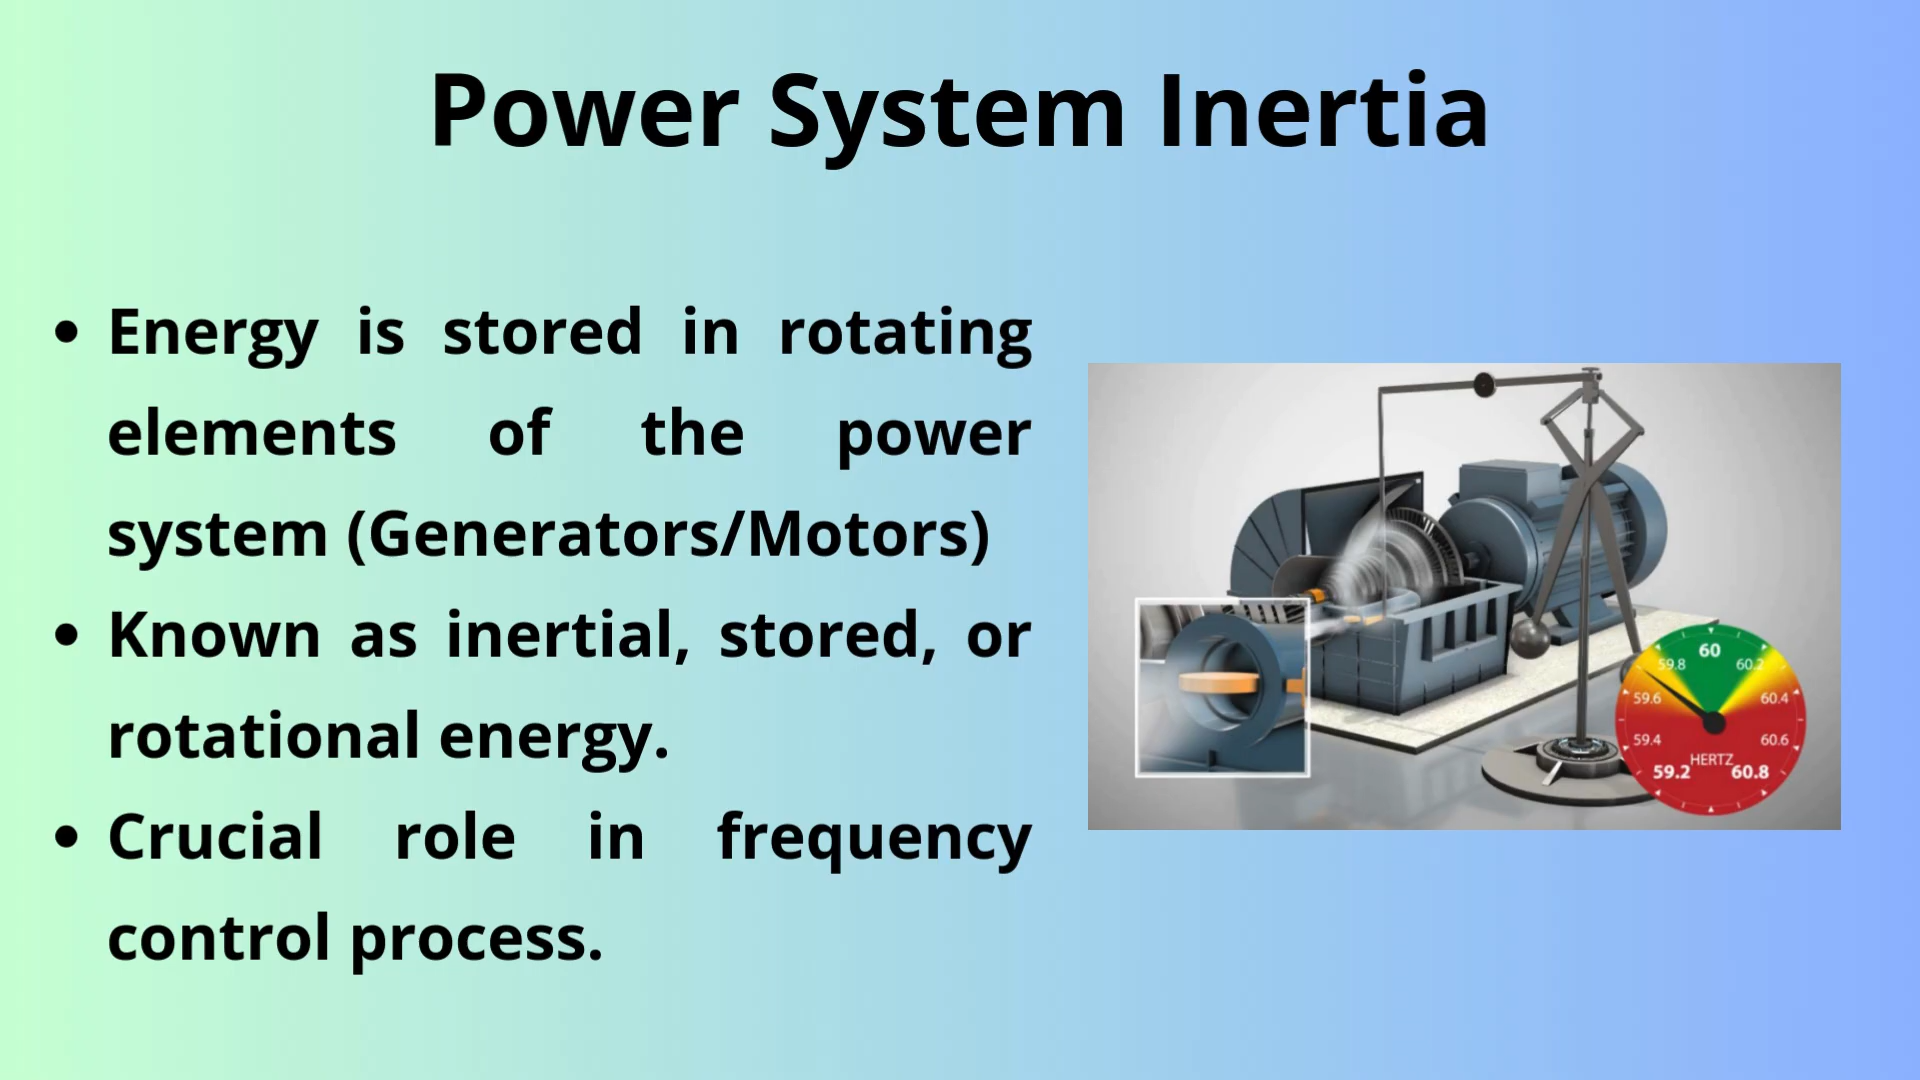 Power System Inertia
• Energy is stored in rotating
elements of the power
system (Generators/Motors)
• Known as inertial, stored, or
rotational energy.
• Crucial role in frequency
control process.
60
59.8 60.2
59.6 60.4
59.4 60.6
HERTZ
59.2 60.8